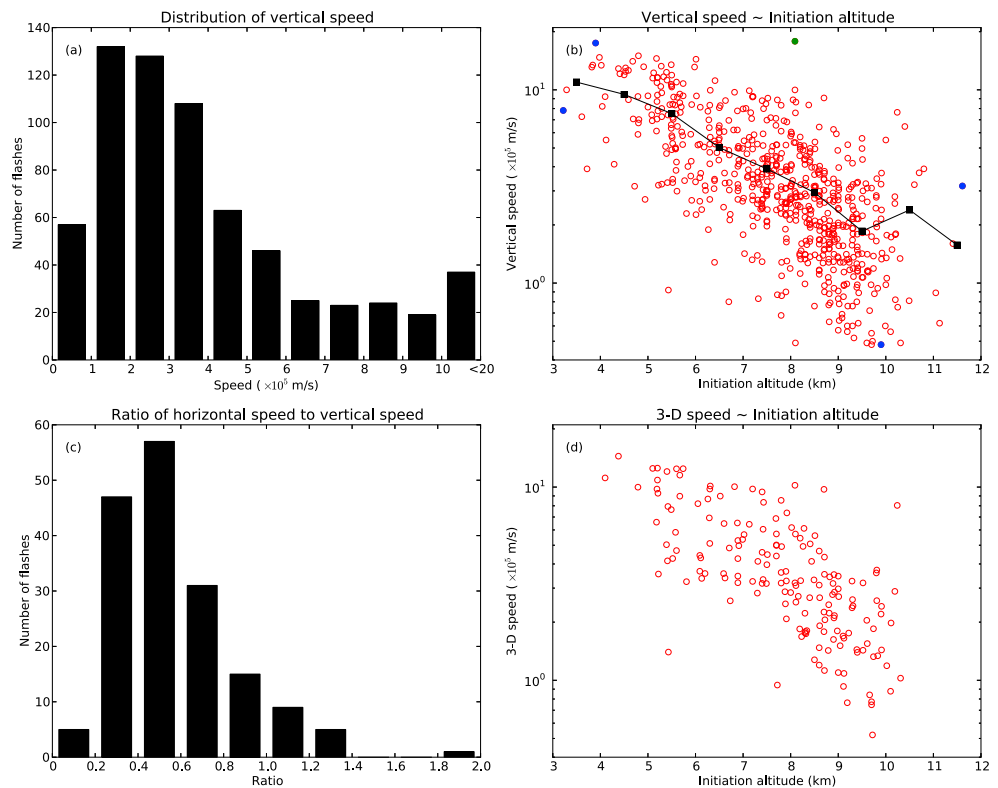 Distribution of vertical speed
(a)
Number of flashes
140
120
100
80
60
40
20
0
0 1 2 3 4 5 6 7 8 9 10 <20
Speed ( ×10⁵ m/s)
Vertical speed ~ Initiation altitude
(b)
Vertical speed ( ×10⁵ m/s)
10¹
10⁰
3 4 5 6 7 8 9 10 11 12
Initiation altitude (km)
Ratio of horizontal speed to vertical speed
(c)
Number of flashes
60
50
40
30
20
10
0
0.2 0.4 0.6 0.8 1.0 1.2 1.4 1.6 1.8 2.0
Ratio
3-D speed ~ Initiation altitude
(d)
3-D speed ( ×10⁵ m/s)
10¹
10⁰
3 4 5 6 7 8 9 10 11 12
Initiation altitude (km)